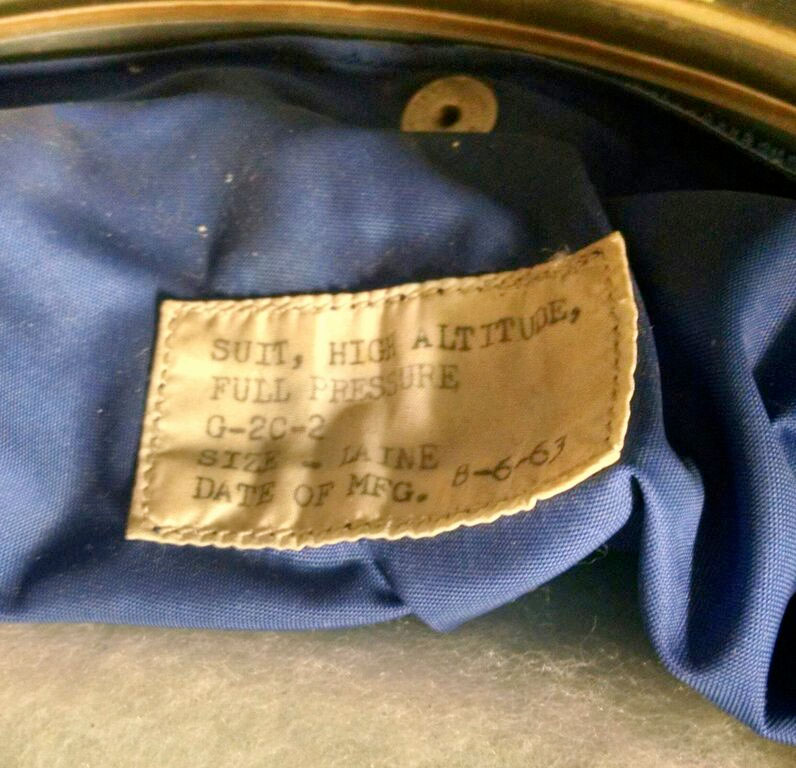 SUIT, HIGH ALTITUDE,
FULL PRESSURE
G-2C-2
SIZE - LAINE
DATE OF MFG. 8-6-63